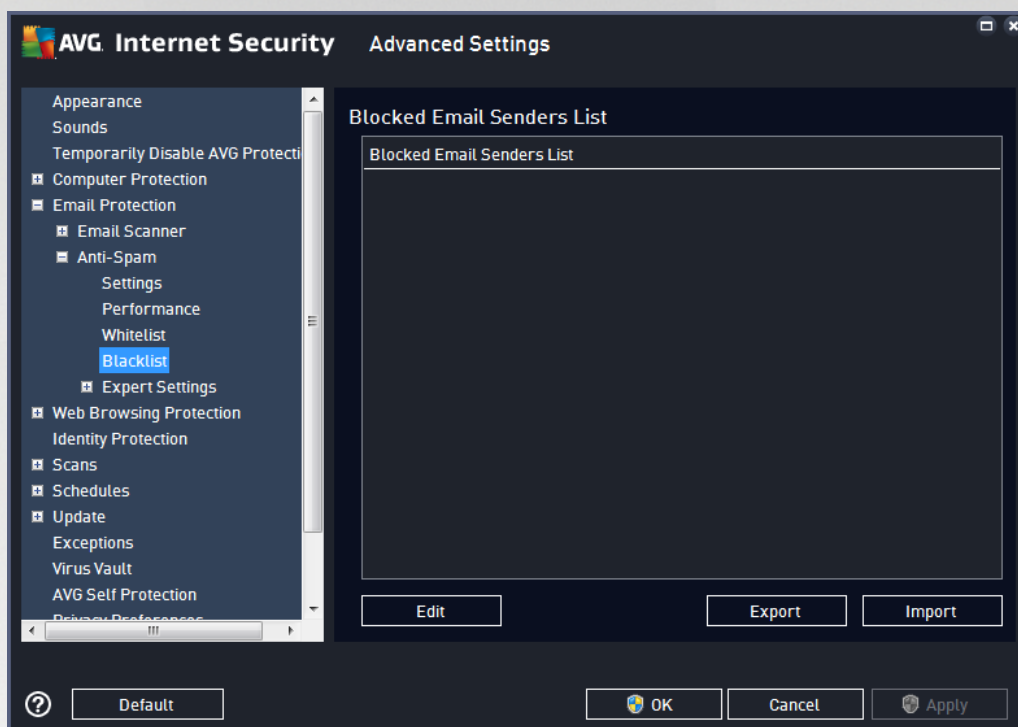 AVG. Internet Security Advanced Settings
Appearance
Sounds
Temporarily Disable AVG Protecti
Computer Protection
Email Protection
Email Scanner
Anti-Spam
Settings
Performance
Whitelist
Blacklist
Expert Settings
Web Browsing Protection
Identity Protection
Scans
Schedules
Update
Exceptions
Virus Vault
AVG Self Protection
Privacy Preferences
Blocked Email Senders List
Blocked Email Senders List
Edit
Export
Import
Default
OK
Cancel
Apply